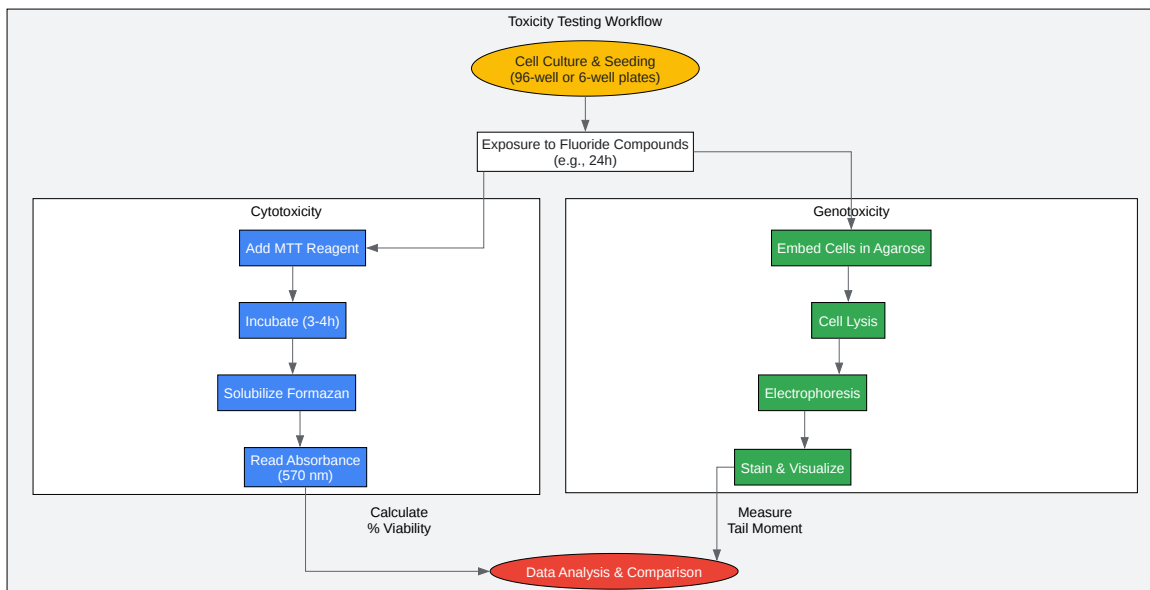 Toxicity Testing Workflow
Cell Culture & Seeding
(96-well or 6-well plates)
Exposure to Fluoride Compounds
(e.g., 24h)
Cytotoxicity
Add MTT Reagent
Incubate (3-4h)
Solubilize Formazan
Read Absorbance
(570 nm)
Genotoxicity
Embed Cells in Agarose
Cell Lysis
Electrophoresis
Stain & Visualize
Calculate
% Viability
Measure
Tail Moment
Data Analysis & Comparison